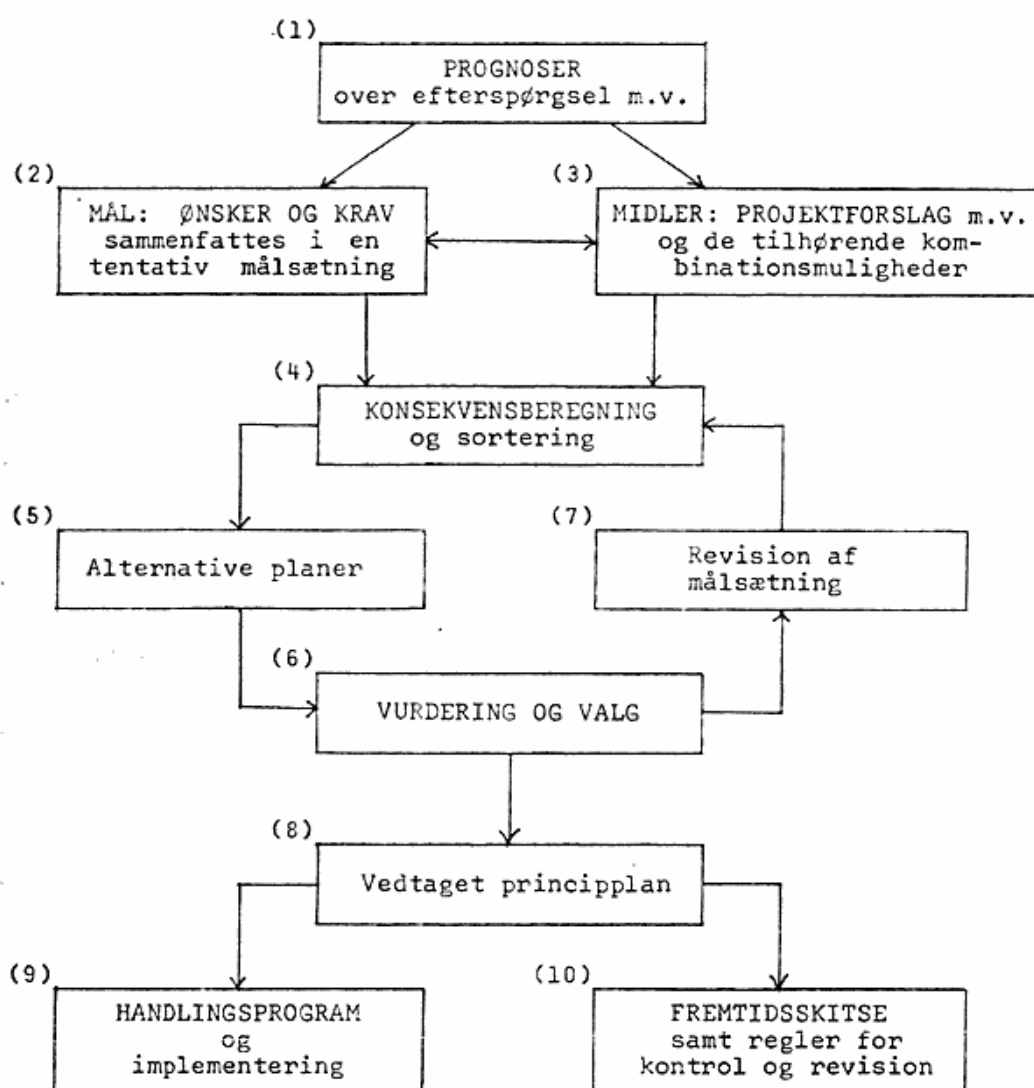 (1)
PROGNOSER
over efterspørgsel m.v.
(2)
MÅL: ØNSKER OG KRAV
sammenfattes i en
tentativ målsætning
(3)
MIDLER: PROJEKTFORSLAG m.v.
og de tilhørende kom-
binationsmuligheder
(4)
KONSEKVENSBEREGNING
og sortering
(5)
Alternative planer
(7)
Revision af
målsætning
(6)
VURDERING OG VALG
(8)
Vedtaget principplan
(9)
HANDLINGSPROGRAM
og
implementering
(10)
FREMTIDSSKITSE
samt regler for
kontrol og revision